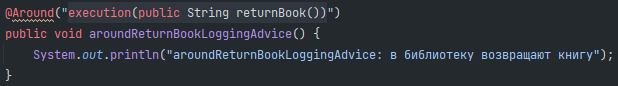 @Around("execution(public String returnBook())")
public void aroundReturnBookLoggingAdvice() {
    System.out.println("aroundReturnBookLoggingAdvice: в библиотеку возвращают книгу");
}